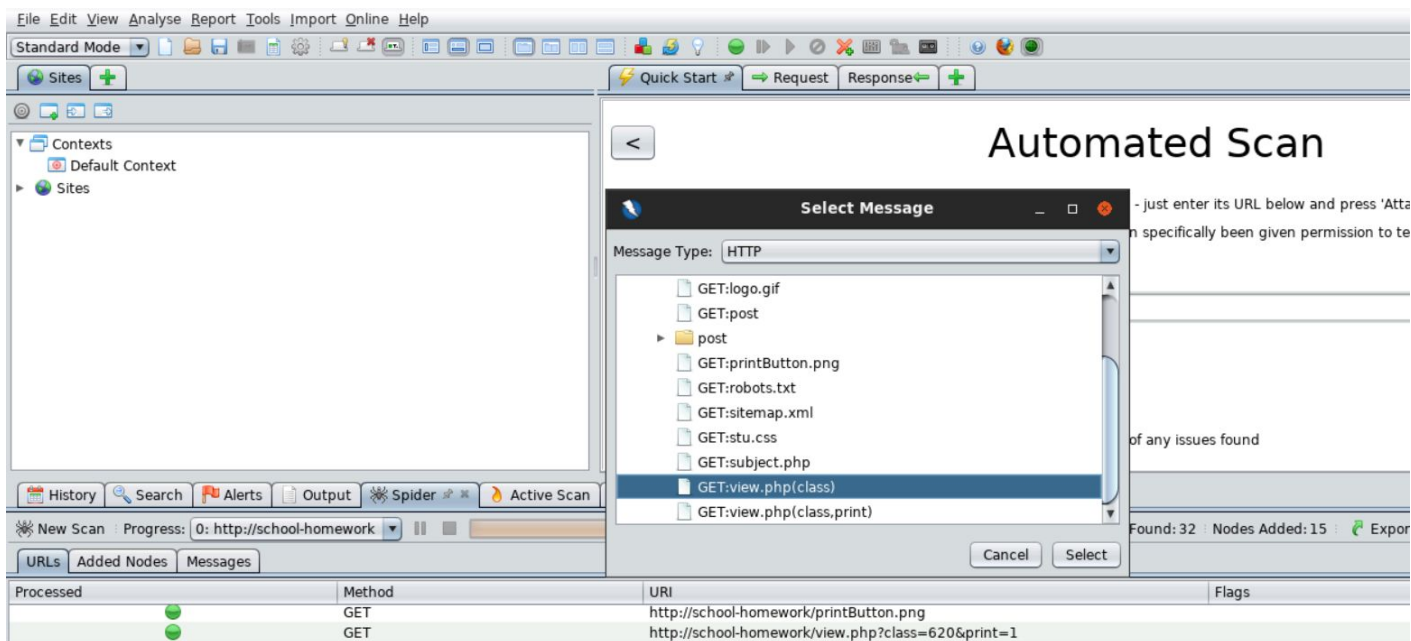 File Edit View Analyse Report Tools Import Online Help
Standard Mode
Sites
Quick Start
Request
Response
<
Automated Scan
Contexts
Default Context
Sites
- just enter its URL below and press 'Atta
n specifically been given permission to te
Select Message
Message Type: HTTP
GET:logo.gif
GET:post
post
GET:printButton.png
GET:robots.txt
GET:sitemap.xml
GET:stu.css
GET:subject.php
GET:view.php(class)
GET:view.php(class,print)
Cancel
Select
of any issues found
History
Search
Alerts
Output
Spider
Active Scan
New Scan
Progress: 0: http://school-homework
Found: 32
Nodes Added: 15
Expor
URLs
Added Nodes
Messages
Processed Method URI Flags
GET http://school-homework/printButton.png
GET http://school-homework/view.php?class=620&print=1